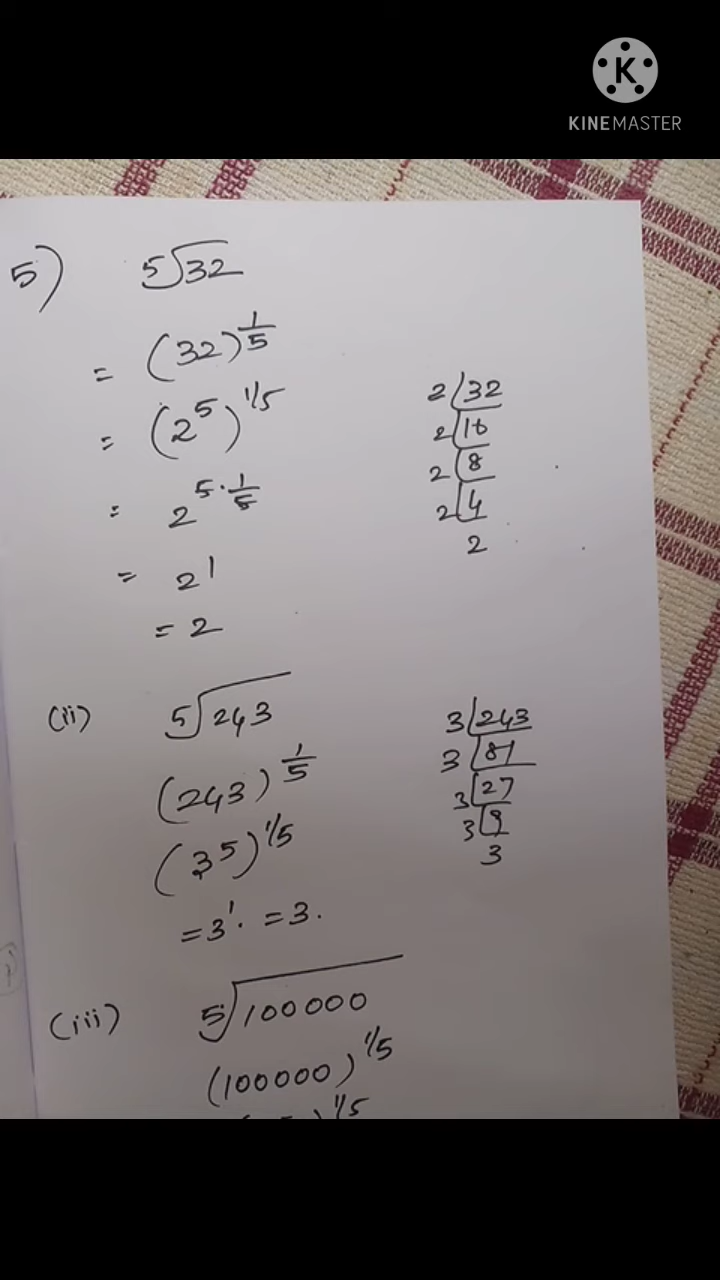 K
KINEMASTER
5) ⁵√32
= (32)^1/5
= (2^5)^1/5
= 2^5·1/5
= 2^1
= 2
2 | 32
2 | 16
2 | 8
2 | 4
2
(ii) ⁵√243
(243)^1/5
(3^5)^1/5
= 3^1. = 3.
3 | 243
3 | 81
3 | 27
3 | 9
3
(iii) ⁵√100000
(100000)^1/5
)^1/5